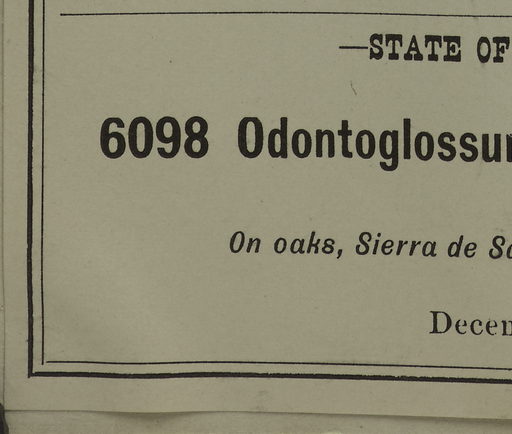 —STATE OF
6098 Odontoglossu
On oaks, Sierra de S
Decem